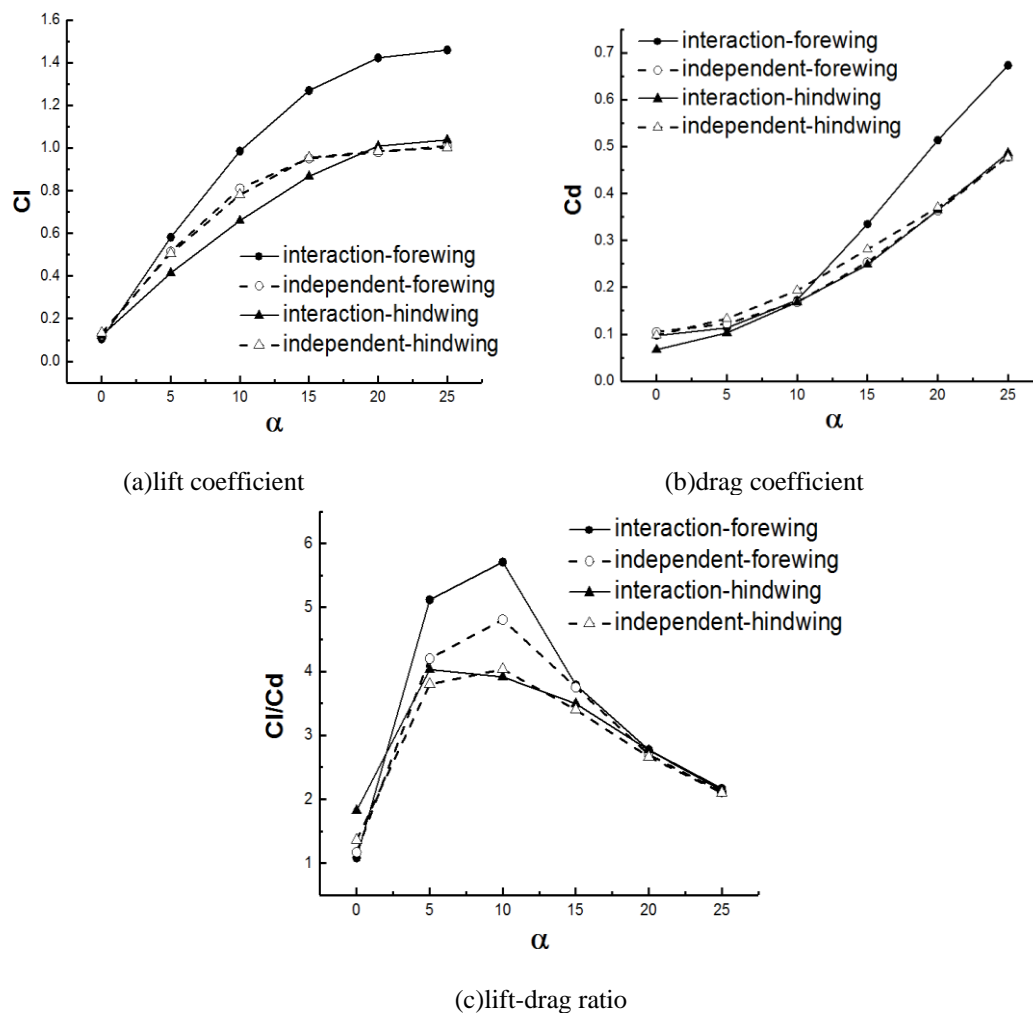 1.6
1.4
1.2
1.0
0.8
0.6
0.4
0.2
0.0
Cl
interaction-forewing
independent-forewing
interaction-hindwing
independent-hindwing
0 5 10 15 20 25
α
(a)lift coefficient
0.7
0.6
0.5
0.4
0.3
0.2
0.1
0.0
Cd
interaction-forewing
independent-forewing
interaction-hindwing
independent-hindwing
0 5 10 15 20 25
α
(b)drag coefficient
6
5
4
3
2
1
Cl/Cd
interaction-forewing
independent-forewing
interaction-hindwing
independent-hindwing
0 5 10 15 20 25
α
(c)lift-drag ratio